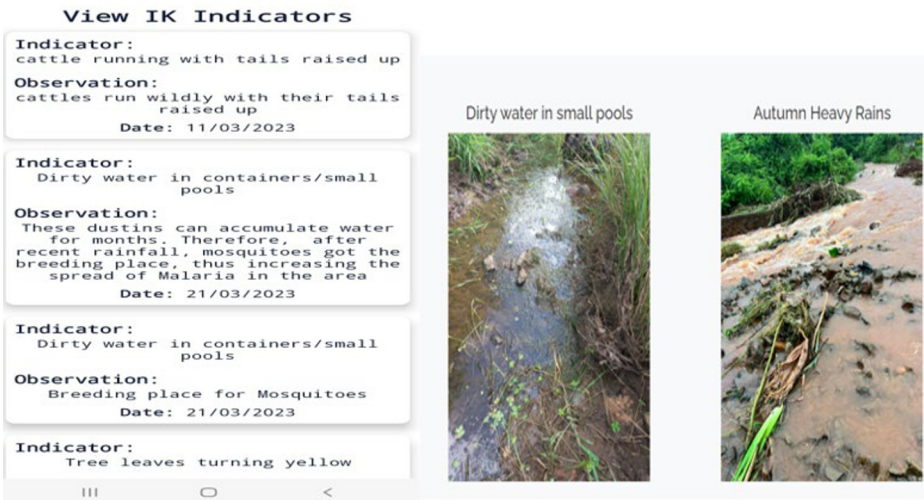 View IK Indicators
Indicator:
cattle running with tails raised up
Observation:
cattles run wildly with their tails
raised up
Date: 11/03/2023
Indicator:
Dirty water in containers/small
pools
Observation:
These dustins can accumulate water
for months. Therefore, after
recent rainfall, mosquitoes got the
breeding place, thus increasing the
spread of Malaria in the area
Date: 21/03/2023
Indicator:
Dirty water in containers/small
pools
Observation:
Breeding place for Mosquitoes
Date: 21/03/2023
Indicator:
Tree leaves turning yellow
Dirty water in small pools
Autumn Heavy Rains